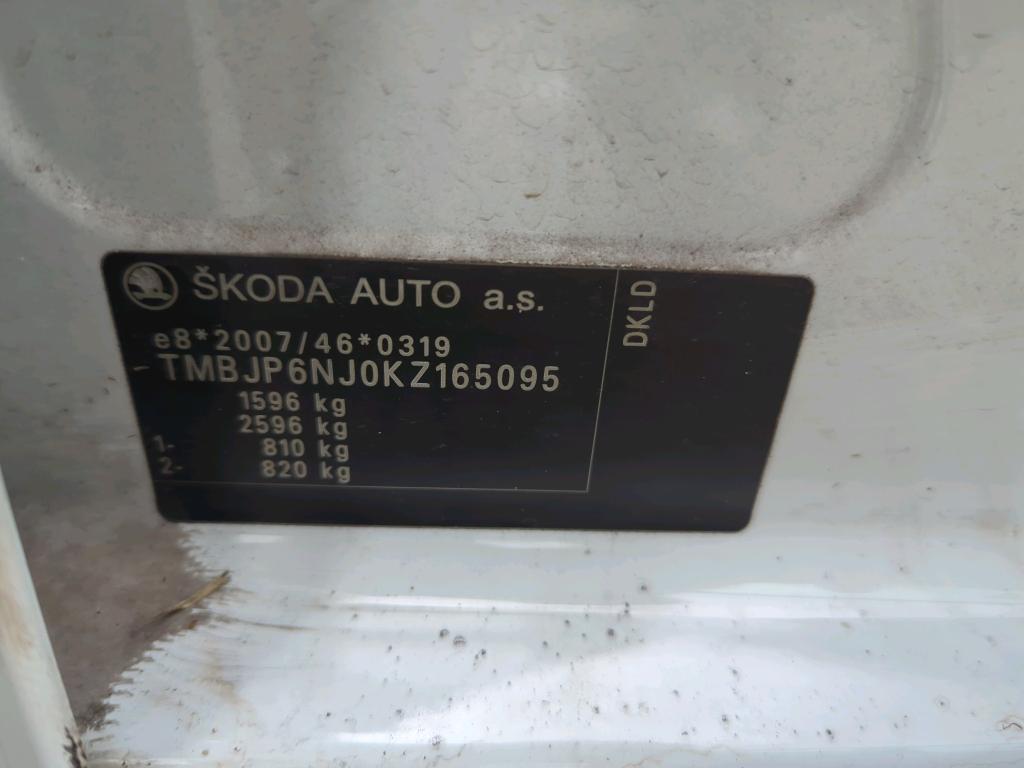 ŠKODA AUTO a.s.
e8*2007/46*0319
TMBJP6NJ0KZ165095
1596 kg
2596 kg
1- 810 kg
2- 820 kg
DKLD